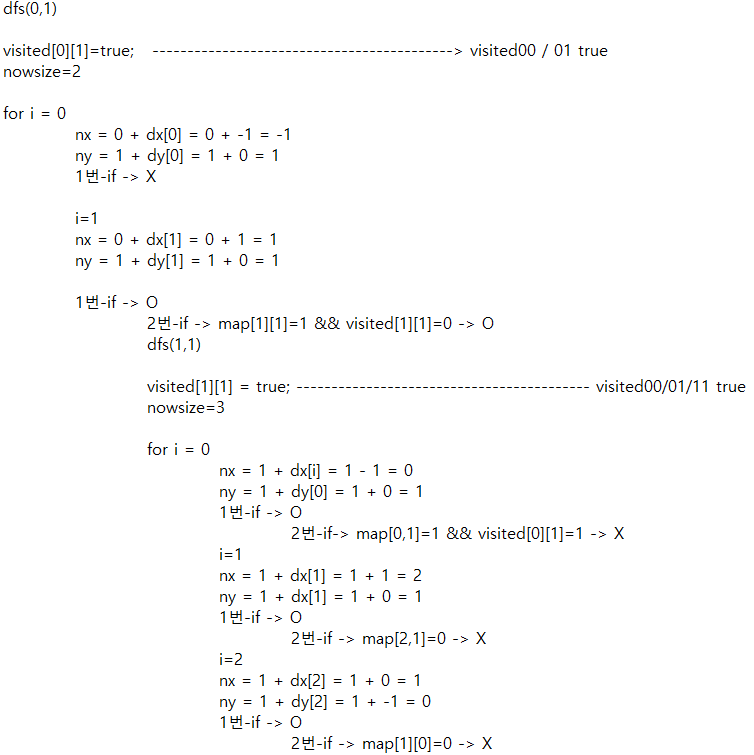 dfs(0,1)
visited[0][1]=true;    -------------------------------------------> visited00 / 01 true
nowsize=2
for i = 0
nx = 0 + dx[0] = 0 + -1 = -1
ny = 1 + dy[0] = 1 + 0 = 1
1번-if -> X
i=1
nx = 0 + dx[1] = 0 + 1 = 1
ny = 1 + dy[1] = 1 + 0 = 1
1번-if -> O
2번-if -> map[1][1]=1 && visited[1][1]=0 -> O
dfs(1,1)
visited[1][1] = true; ------------------------------------------ visited00/01/11 true
nowsize=3
for i = 0
nx = 1 + dx[i] = 1 - 1 = 0
ny = 1 + dy[0] = 1 + 0 = 1
1번-if -> O
2번-if-> map[0,1]=1 && visited[0][1]=1 -> X
i=1
nx = 1 + dx[1] = 1 + 1 = 2
ny = 1 + dx[1] = 1 + 0 = 1
1번-if -> O
2번-if -> map[2,1]=0 -> X
i=2
nx = 1 + dx[2] = 1 + 0 = 1
ny = 1 + dy[2] = 1 + -1 = 0
1번-if -> O
2번-if -> map[1][0]=0 -> X